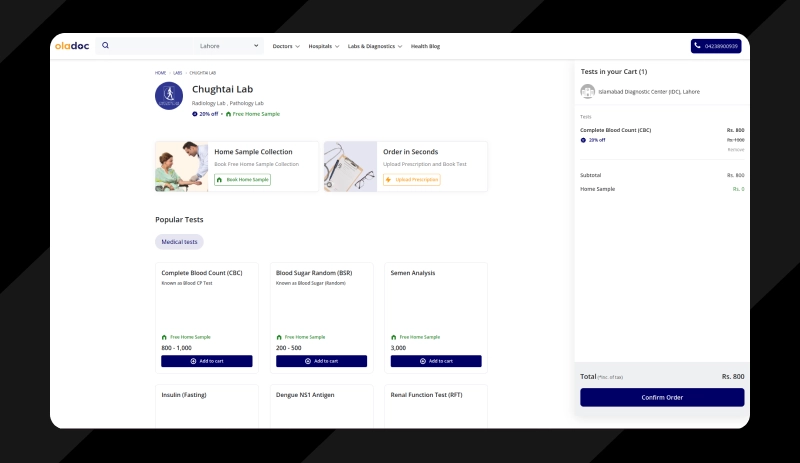 oladoc
Lahore
Doctors
Hospitals
Labs & Diagnostics
Health Blog
04238900939
HOME
LABS
CHUGHTAI LAB
Chughtai Lab
Radiology Lab , Pathology Lab
20% off • Free Home Sample
Home Sample Collection
Book Free Home Sample Collection
Book Home Sample
Order in Seconds
Upload Prescription and Book Test
Upload Prescription
Popular Tests
Medical tests
Complete Blood Count (CBC)
Known as Blood CP Test
Free Home Sample
800 - 1,000
Add to cart
Blood Sugar Random (BSR)
Known as Blood Sugar (Random)
Free Home Sample
200 - 500
Add to cart
Semen Analysis
Free Home Sample
3,000
Add to cart
Insulin (Fasting)
Dengue NS1 Antigen
Renal Function Test (RFT)
Tests in your Cart (1)
Islamabad Diagnostic Center (IDC), Lahore
Tests
Complete Blood Count (CBC) Rs. 800
20% off Rs. 1000
Remove
Subtotal Rs. 800
Home Sample Rs. 0
Total Rs. 800
Confirm Order